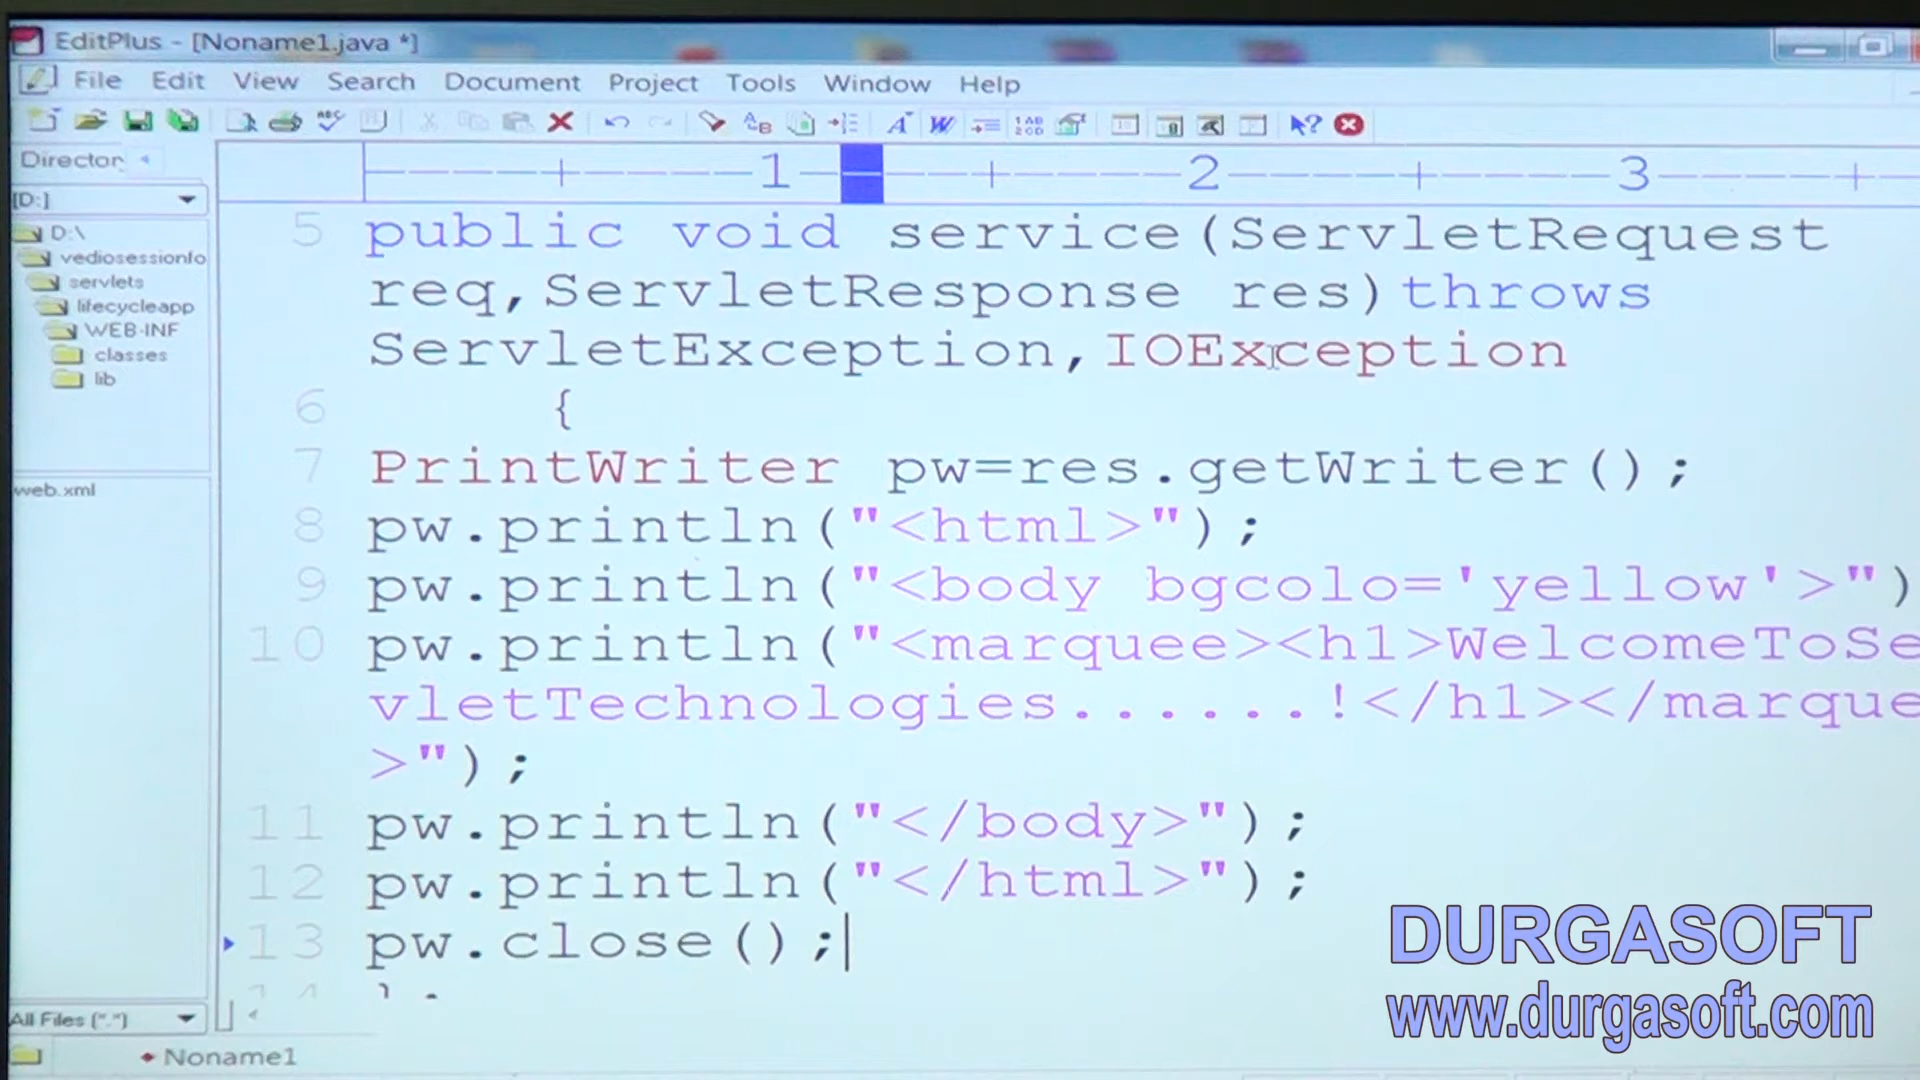 EditPlus - [Noname1.java *]
File Edit View Search Document Project Tools Window Help
Director
1 2 3
[D:]
D:\
vediosessionfo
servlets
lifecycleapp
WEB-INF
classes
lib
web.xml
5 public void service(ServletRequest
req,ServletResponse res)throws
ServletException,IOException
6 {
7 PrintWriter pw=res.getWriter();
8 pw.println("<html>");
9 pw.println("<body bgcolo='yellow'>")
10 pw.println("<marquee><h1>WelcomeToSe
vletTechnologies......!</h1></marque
>");
11 pw.println("</body>");
12 pw.println("</html>");
13 pw.close();
All Files (*.*)
Noname1
DURGASOFT
www.durgasoft.com